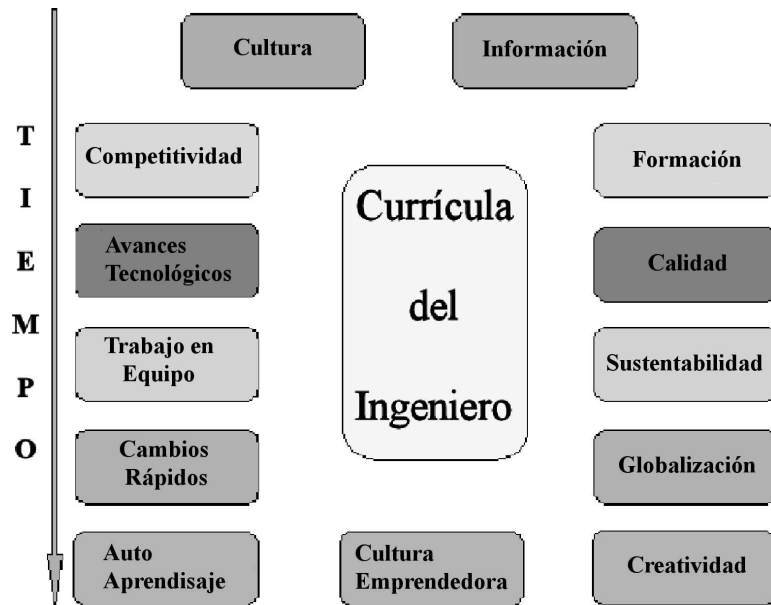 Cultura
Información
TIEMPO
Competitividad
Formación
Avances
Tecnológicos
Calidad
Trabajo en
Equipo
Sustentabilidad
Cambios
Rápidos
Globalización
Auto
Aprendisaje
Cultura
Emprendedora
Creatividad
Currícula
del
Ingeniero